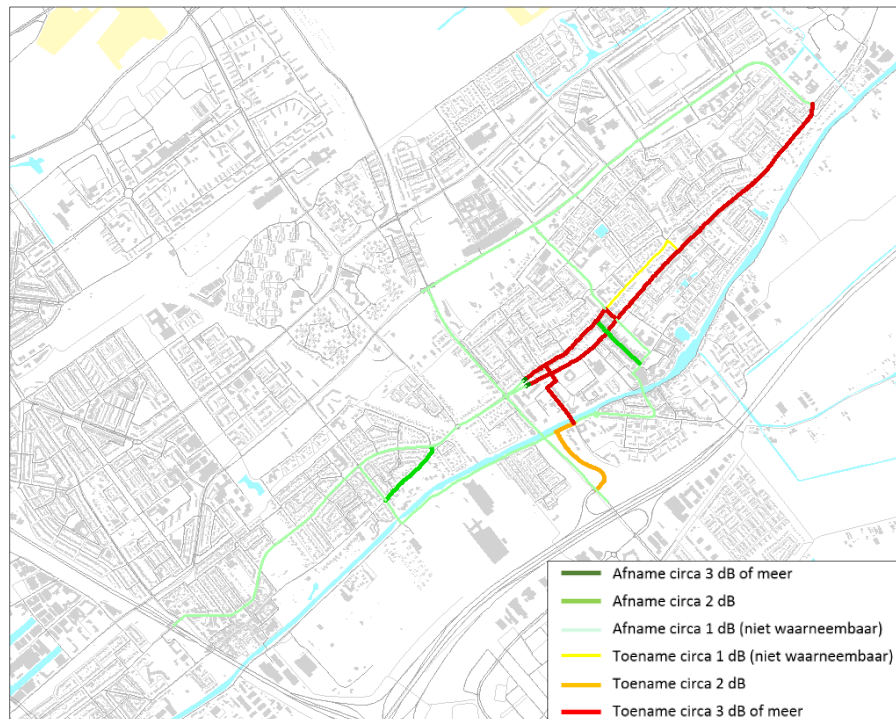 Afname circa 3 dB of meer
Afname circa 2 dB
Afname circa 1 dB (niet waarneembaar)
Toename circa 1 dB (niet waarneembaar)
Toename circa 2 dB
Toename circa 3 dB of meer